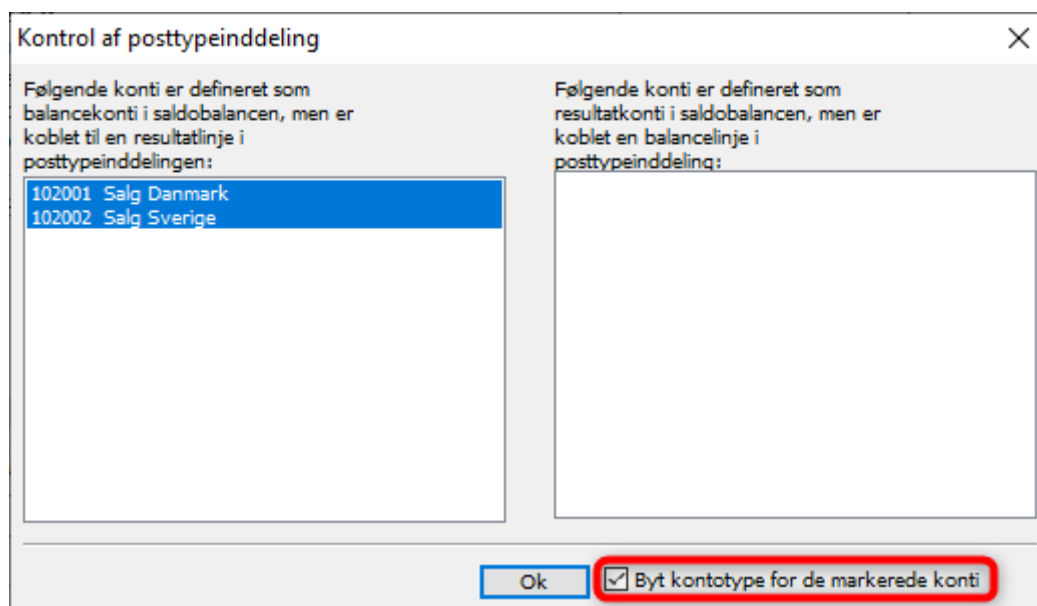 Kontrol af posttypeinddeling
Følgende konti er defineret som
balancekonti i saldobalancen, men er
koblet til en resultatlinje i
posttypeinddelingen:
102001 Salg Danmark
102002 Salg Sverige
Følgende konti er defineret som
resultatkonti i saldobalancen, men er
koblet en balancelinje i
posttypeinddeling:
Ok
Byt kontotype for de markerede konti